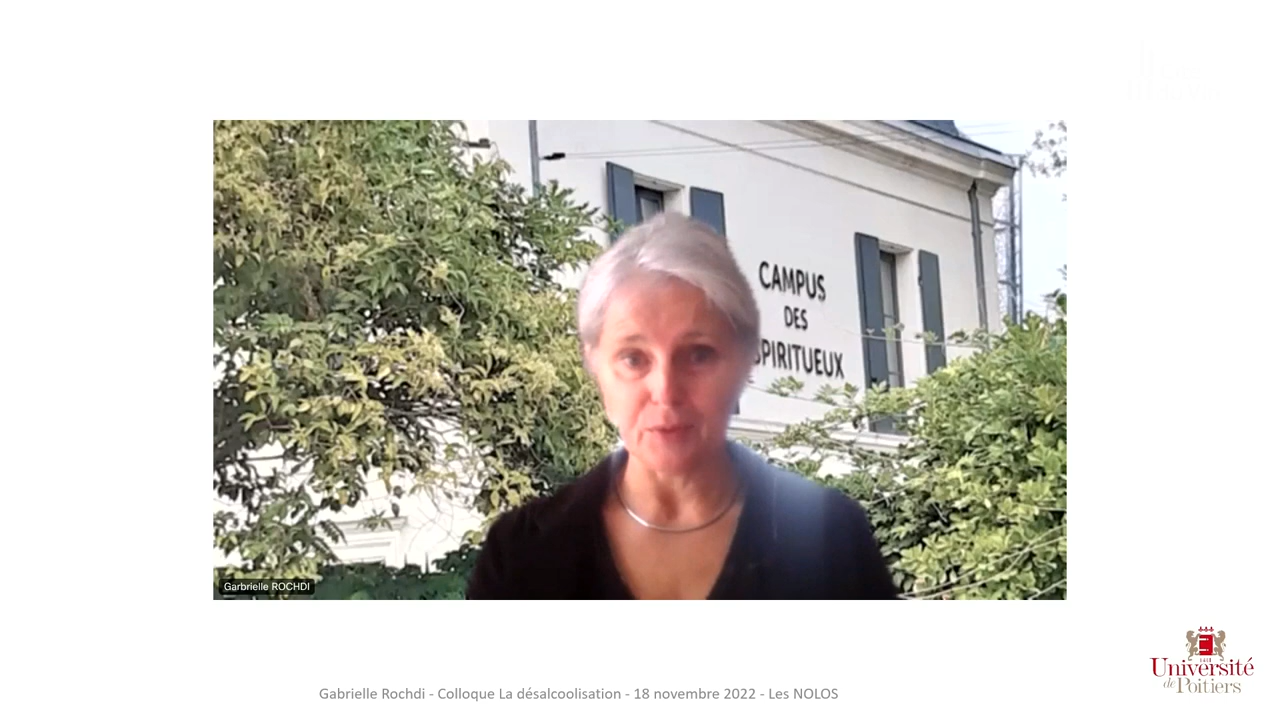 CAMPUS
DES
SPIRITUEUX
Garbrielle ROCHDI
Université
de Poitiers
Gabrielle Rochdi - Colloque La désalcoolisation - 18 novembre 2022 - Les NOLOS